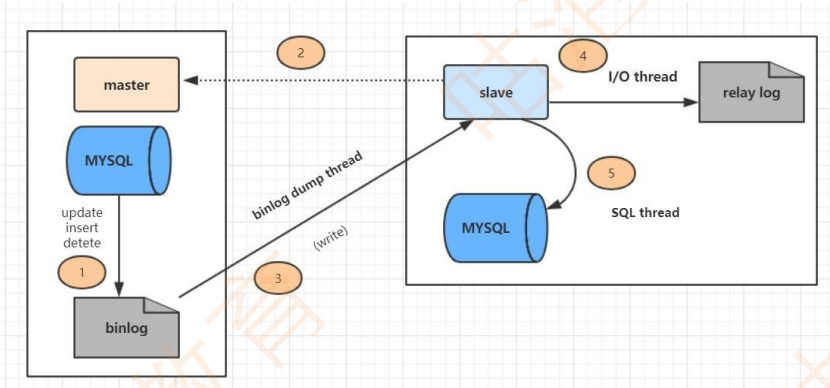 master
MYSQL
update
insert
detete
1
binlog
2
binlog dump thread
(write)
3
slave
4
I/O thread
relay log
5
SQL thread
MYSQL